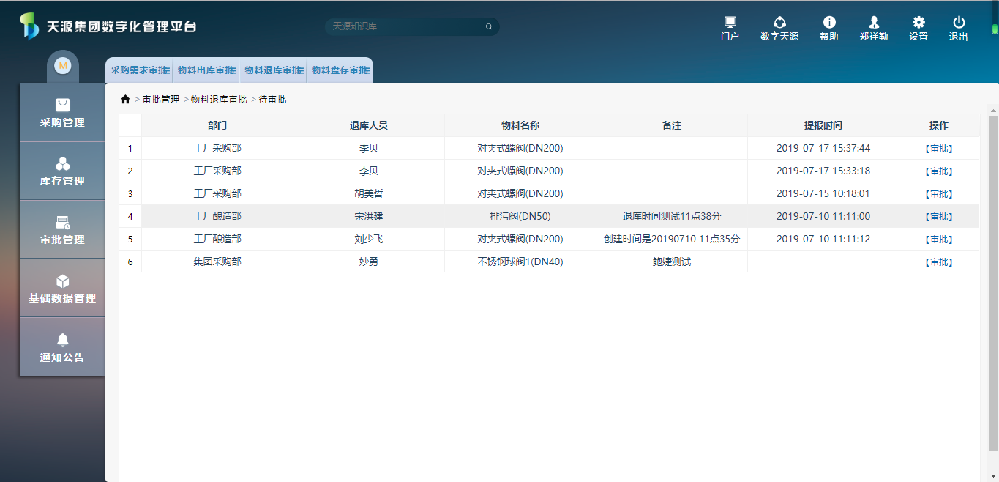 天源集团数字化管理平台
天源知识库
门户 数字天源 帮助 郑祥勤 设置 退出
M
采购需求审批 物料出库审批 物料退库审批 物料盘存审批
采购管理
库存管理
审批管理
基础数据管理
通知公告
> 审批管理 > 物料退库审批 > 待审批
部门 退库人员 物料名称 备注 提报时间 操作
1 工厂采购部 李贝 对夹式蝶阀(DN200) 2019-07-17 15:37:44 【审批】
2 工厂采购部 李贝 对夹式蝶阀(DN200) 2019-07-17 15:33:18 【审批】
3 工厂采购部 胡美哲 对夹式蝶阀(DN200) 2019-07-15 10:18:01 【审批】
4 工厂酿造部 宋洪建 排污阀(DN50) 退库时间测试11点38分 2019-07-10 11:11:00 【审批】
5 工厂酿造部 刘少飞 对夹式蝶阀(DN200) 创建时间是20190710 11点35分 2019-07-10 11:11:12 【审批】
6 集团采购部 妙勇 不锈钢球阀1(DN40) 鲍婕测试 【审批】